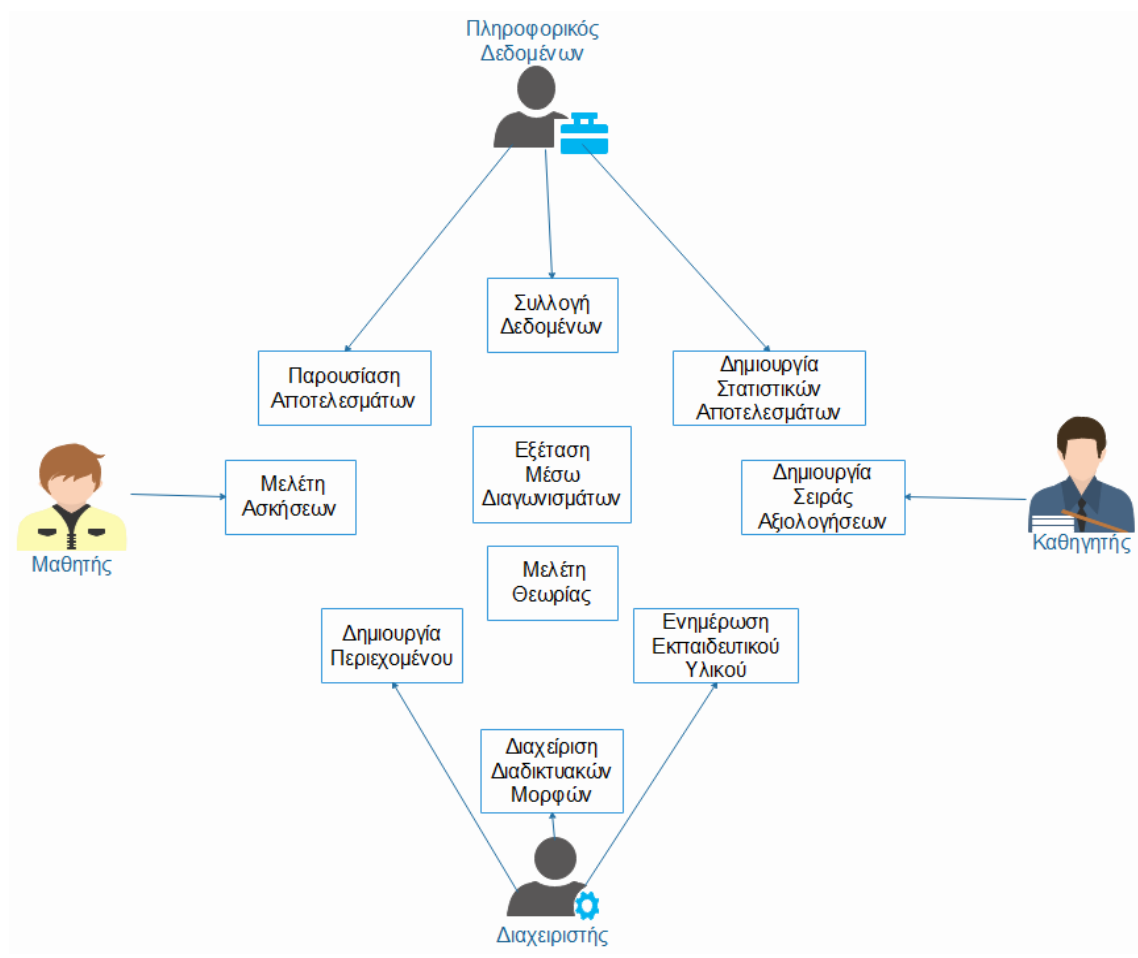 Πληροφορικός
Δεδομένων
Συλλογή
Δεδομένων
Παρουσίαση
Αποτελεσμάτων
Δημιουργία
Στατιστικών
Αποτελεσμάτων
Εξέταση
Μέσω
Διαγωνισμάτων
Μελέτη
Ασκήσεων
Δημιουργία
Σειράς
Αξιολογήσεων
Μαθητής
Καθηγητής
Μελέτη
Θεωρίας
Δημιουργία
Περιεχομένου
Ενημέρωση
Εκπαιδευτικού
Υλικού
Διαχείριση
Διαδικτυακών
Μορφών
Διαχειριστής